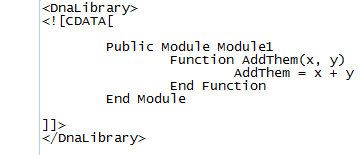 <DnaLibrary>
<![CDATA[
Public Module Module1
Function AddThem(x, y)
AddThem = x + y
End Function
End Module
]]>
</DnaLibrary>